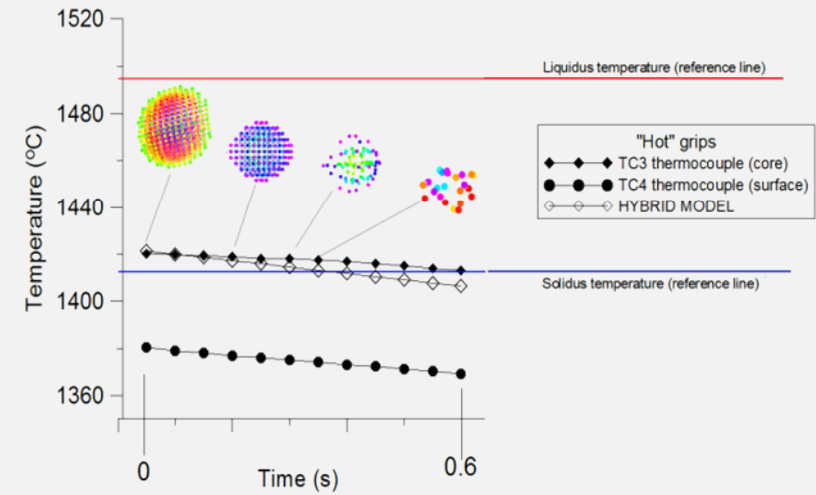 1520
Liquidus temperature (reference line)
1480
"Hot" grips
TC3 thermocouple (core)
TC4 thermocouple (surface)
HYBRID MODEL
1440
Temperature (ºC)
1400
Solidus temperature (reference line)
1360
0
Time (s)
0.6